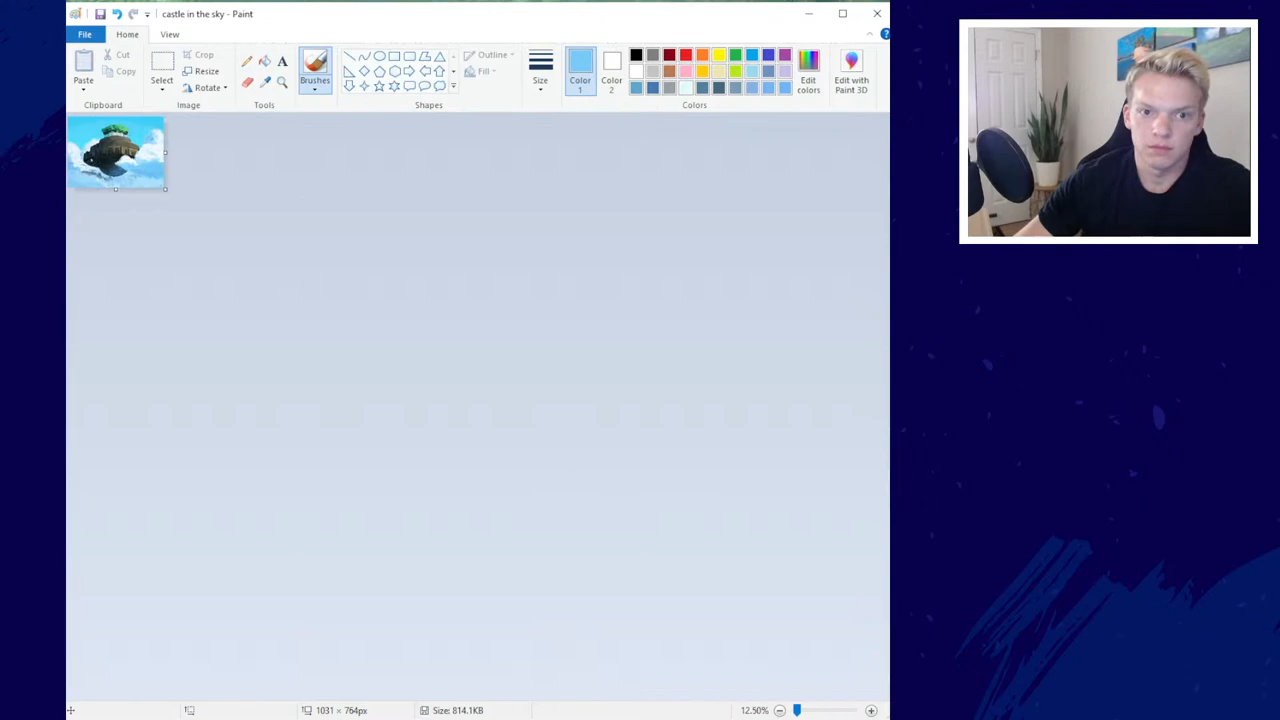 castle in the sky - Paint
File Home View
Paste
Cut
Copy
Clipboard
Select
Crop
Resize
Rotate
Image
Tools
Brushes
Shapes
Outline
Fill
Size
Color 1
Color 2
Colors
Edit colors
Edit with Paint 3D
1031 × 764px
Size: 814.1KB
12.50%